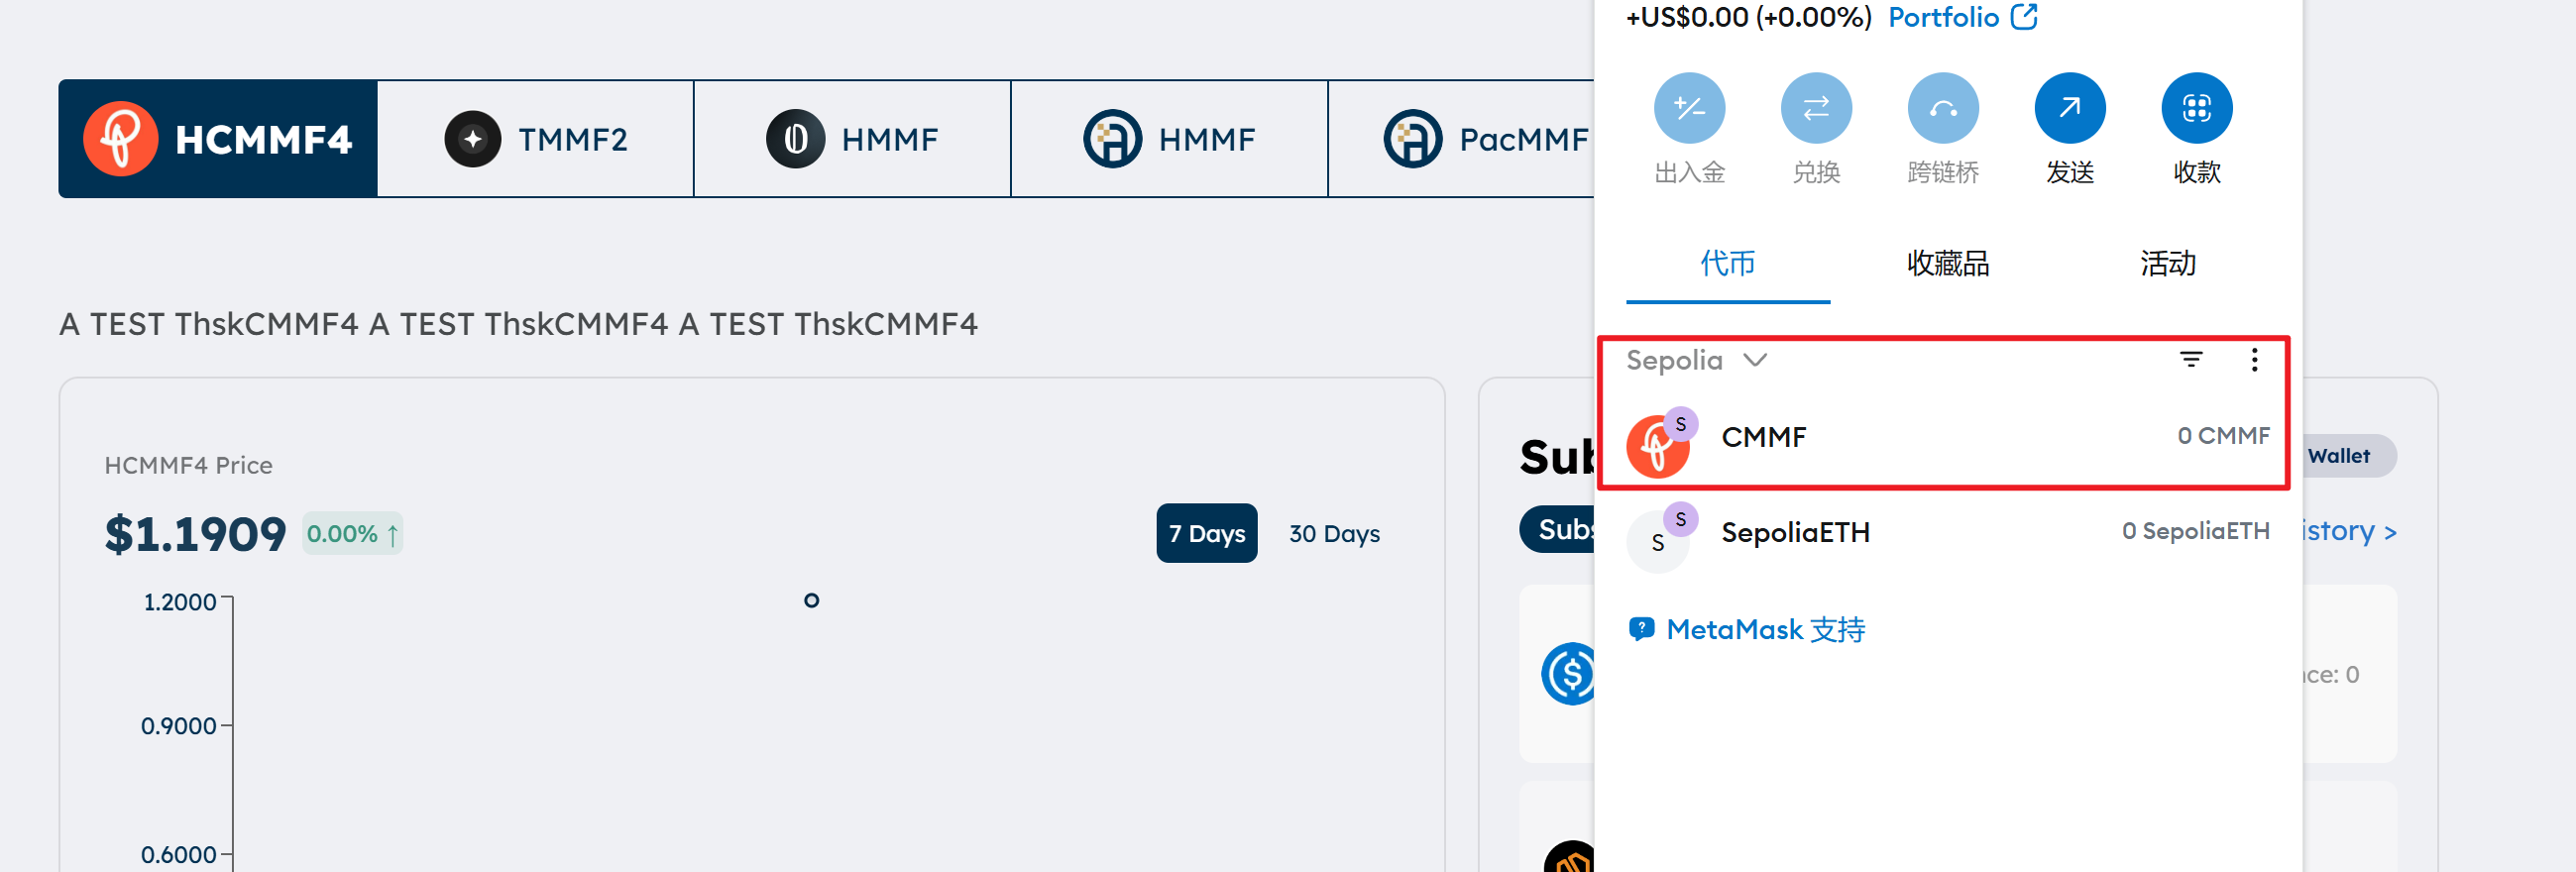 +US$0.00 (+0.00%) Portfolio
HCMMF4
TMMF2
HMMF
HMMF
PacMMF
出入金
兑换
跨链桥
发送
收款
代币
收藏品
活动
A TEST ThskCMMF4 A TEST ThskCMMF4 A TEST ThskCMMF4
Sepolia
S
CMMF
0 CMMF
S
S
SepoliaETH
0 SepoliaETH
MetaMask 支持
HCMMF4 Price
$1.1909
0.00% ↑
7 Days
30 Days
1.2000
0.9000
0.6000
Sub
Wallet
Subs
istory >
nce: 0